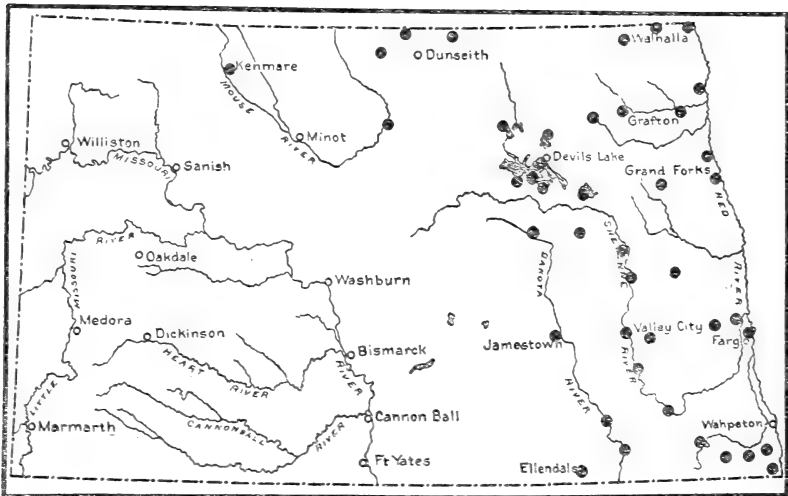 Walhalla
Dunseith
Kenmare
MOUSE
RIVER
Minot
Grafton
Williston
MISSOURI
Sanish
Devils Lake
Grand Forks
RED
RIVER
SHEYENNE
RIVER
RIVER
Oakdale
DAKOTA
RIVER
LITTLE
MISSOURI
Washburn
Medora
Dickinson
Valley City
Fargo
Jamestown
HEART
RIVER
Bismarck
RIVER
CANNONBALL
RIVER
Cannon Ball
Marmarth
Wahpeton
Ft Yates
Ellendale